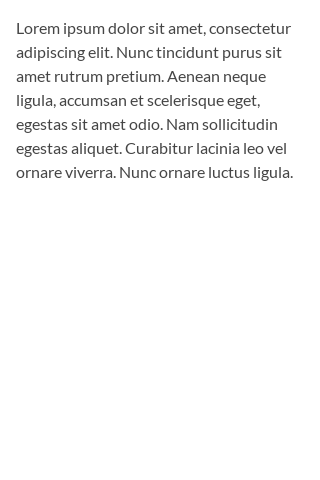 Lorem ipsum dolor sit amet, consectetur
adipiscing elit. Nunc tincidunt purus sit
amet rutrum pretium. Aenean neque
ligula, accumsan et scelerisque eget,
egestas sit amet odio. Nam sollicitudin
egestas aliquet. Curabitur lacinia leo vel
ornare viverra. Nunc ornare luctus ligula.